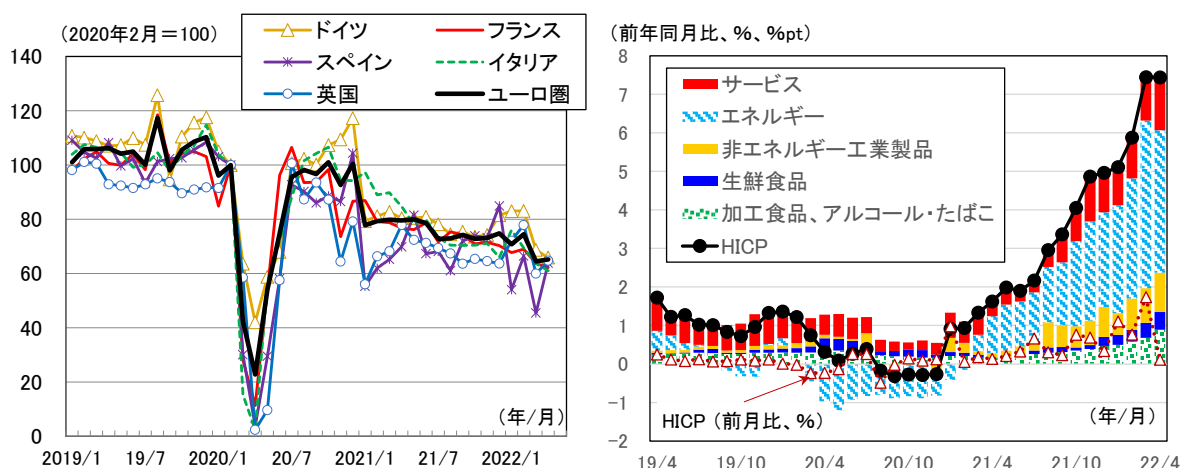 (2020年2月=100)
ドイツ
フランス
スペイン
イタリア
英国
ユーロ圏
140
120
100
80
60
40
20
0
(年/月)
2019/1
19/7
2020/1
20/7
2021/1
21/7
2022/1
(前年同月比、%、%pt)
サービス
エネルギー
非エネルギー工業製品
生鮮食品
加工食品、アルコール・たばこ
HICP
8
7
6
5
4
3
2
1
0
−1
−2
HICP (前月比、%)
(年/月)
19/4
19/10
20/4
20/10
21/4
21/10
22/4